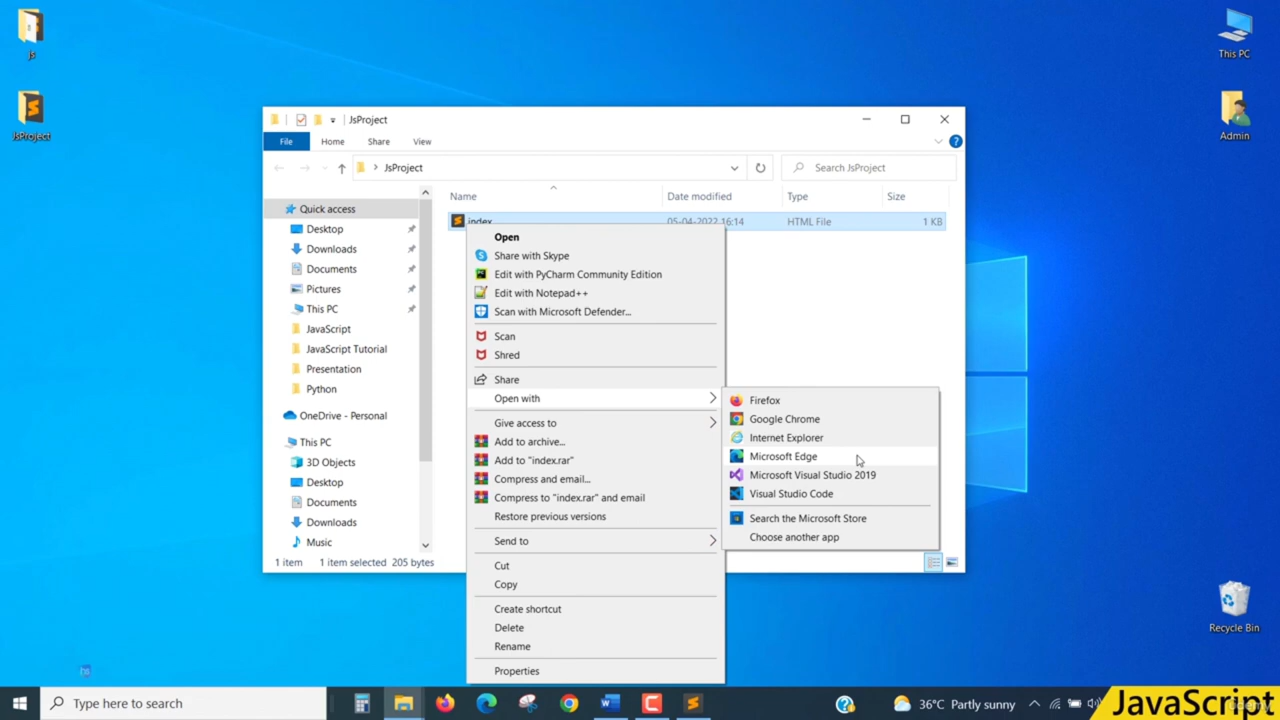 js
JsProject
This PC
Admin
Recycle Bin
JsProject
File
Home
Share
View
JsProject
Search JsProject
Name
Date modified
Type
Size
index
05-04-2022 16:14
HTML File
1 KB
Quick access
Desktop
Downloads
Documents
Pictures
This PC
JavaScript
JavaScript Tutorial
Presentation
Python
OneDrive - Personal
This PC
3D Objects
Desktop
Documents
Downloads
Music
1 item
1 item selected
205 bytes
Open
Share with Skype
Edit with PyCharm Community Edition
Edit with Notepad++
Scan with Microsoft Defender...
Scan
Shred
Share
Open with
Give access to
Add to archive...
Add to "index.rar"
Compress and email...
Compress to "index.rar" and email
Restore previous versions
Send to
Cut
Copy
Create shortcut
Delete
Rename
Properties
Firefox
Google Chrome
Internet Explorer
Microsoft Edge
Microsoft Visual Studio 2019
Visual Studio Code
Search the Microsoft Store
Choose another app
Type here to search
36°C Partly sunny
JavaScript